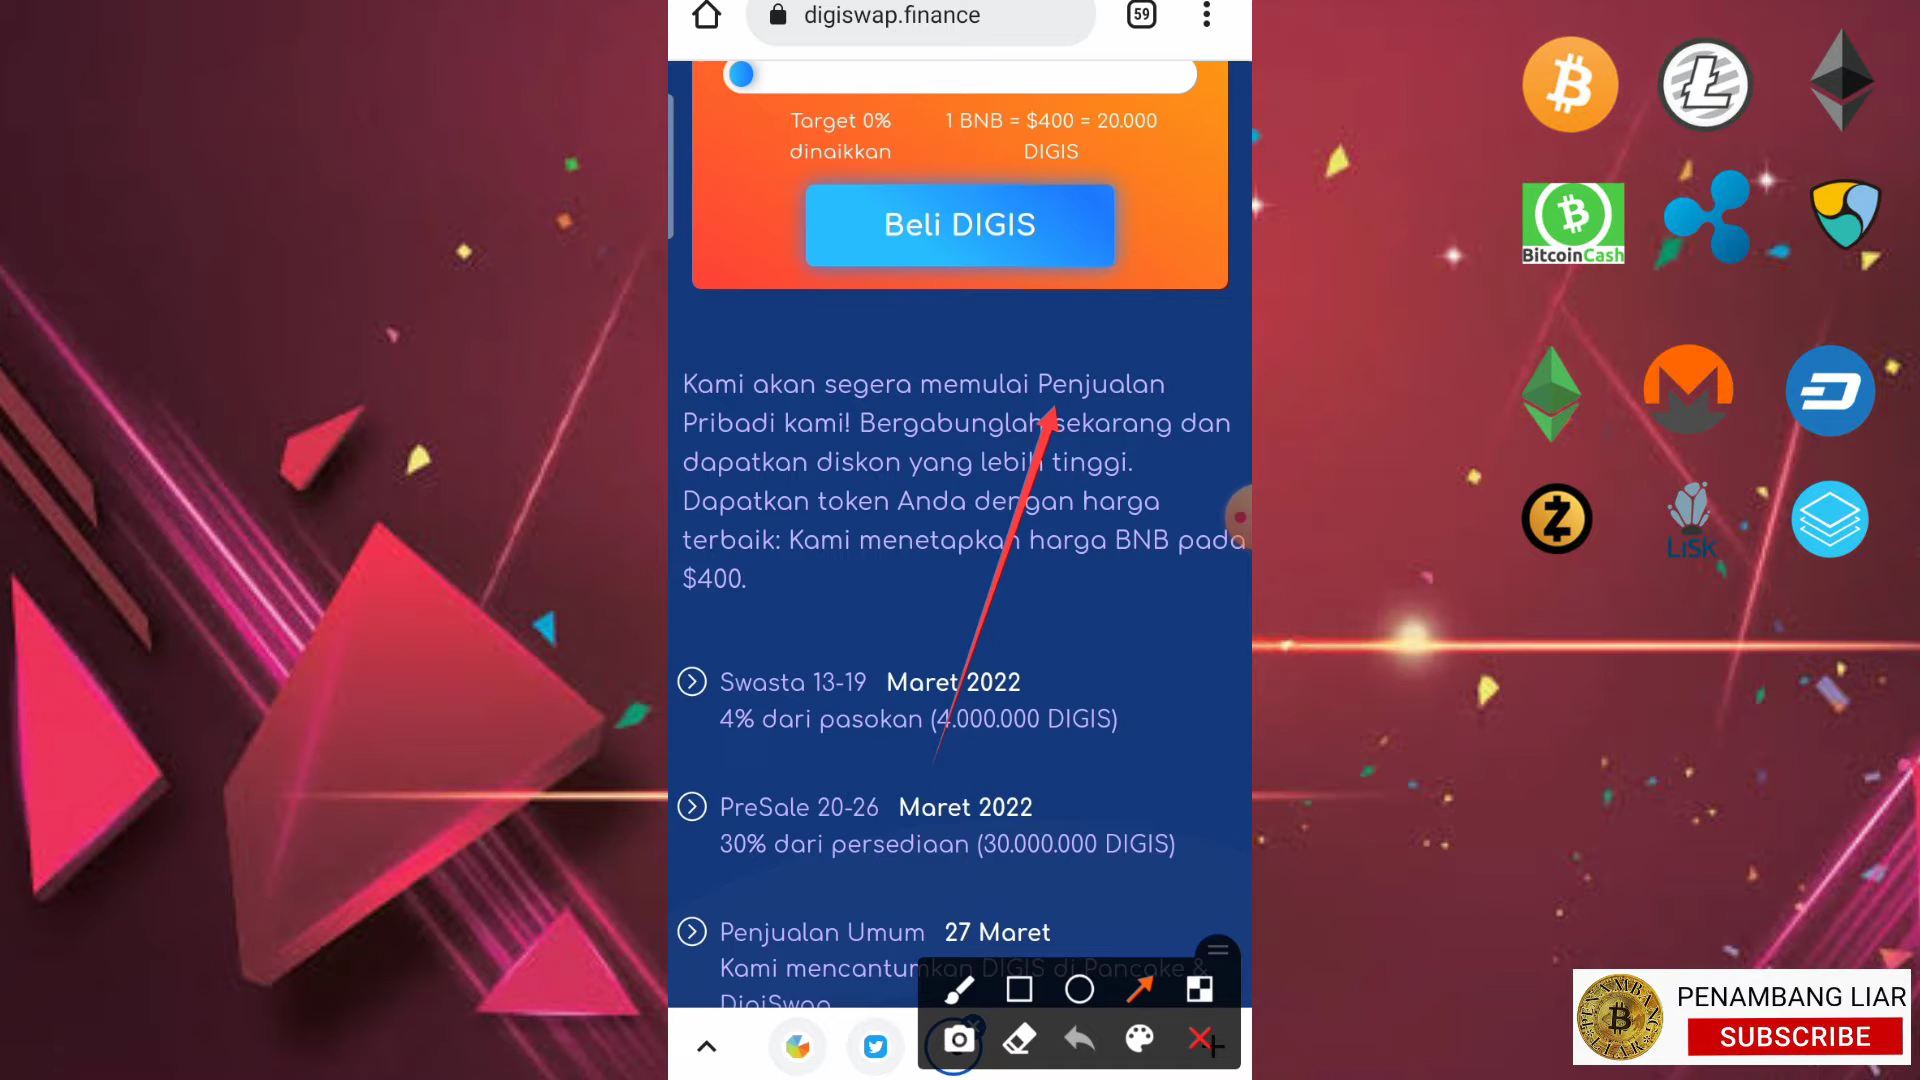 digiswap.finance
59
Target 0%
dinaikkan
1 BNB = $400 = 20.000
DIGIS
Beli DIGIS
Kami akan segera memulai Penjualan
Pribadi kami! Bergabunglah sekarang dan
dapatkan diskon yang lebih tinggi.
Dapatkan token Anda dengan harga
terbaik: Kami menetapkan harga BNB pada
$400.
Swasta 13-19 Maret 2022
4% dari pasokan (4.000.000 DIGIS)
PreSale 20-26 Maret 2022
30% dari persediaan (30.000.000 DIGIS)
Penjualan Umum 27 Maret
Kami mencantumkan DIGIS di Pancake &
DigiSwap
BitcoinCash
LiSk
PENAMBANG LIAR
PENAMBANG LIAR
SUBSCRIBE